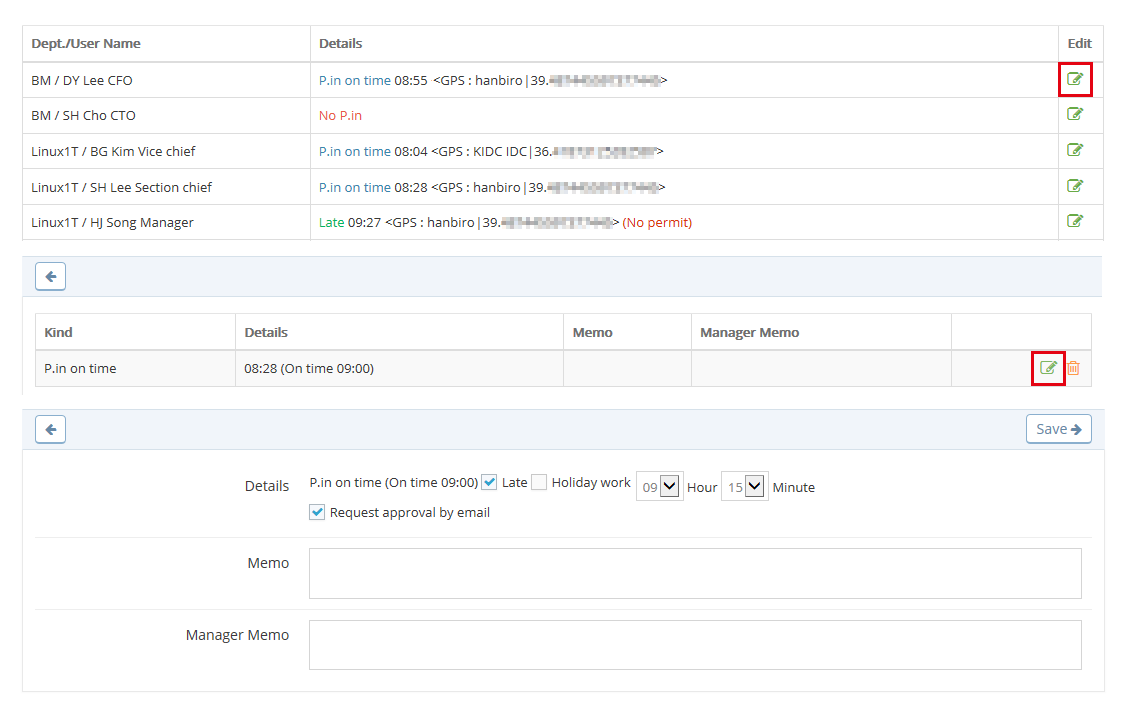 Dept./User Name Details Edit
BM / DY Lee CFO P.in on time 08:55 <GPS : hanbiro|39. >
BM / SH Cho CTO No P.in
Linux1T / BG Kim Vice chief P.in on time 08:04 <GPS : KIDC IDC|36. >
Linux1T / SH Lee Section chief P.in on time 08:28 <GPS : hanbiro|39. >
Linux1T / HJ Song Manager Late 09:27 <GPS : hanbiro|39. > (No permit)
Kind Details Memo Manager Memo
P.in on time 08:28 (On time 09:00)
Save
Details P.in on time (On time 09:00) Late Holiday work 09 Hour 15 Minute
Request approval by email
Memo
Manager Memo